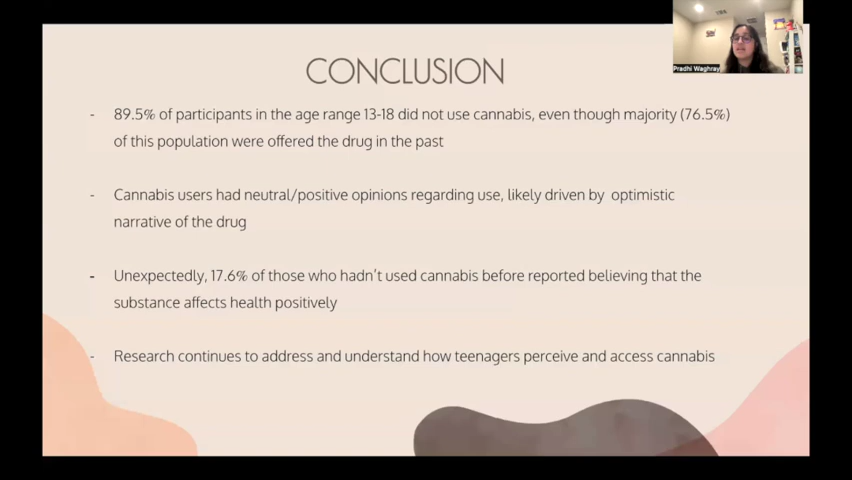 CONCLUSION
Pradhi Waghray
- 89.5% of participants in the age range 13-18 did not use cannabis, even though majority (76.5%)
of this population were offered the drug in the past
- Cannabis users had neutral/positive opinions regarding use, likely driven by optimistic
narrative of the drug
- Unexpectedly, 17.6% of those who hadn't used cannabis before reported believing that the
substance affects health positively
- Research continues to address and understand how teenagers perceive and access cannabis